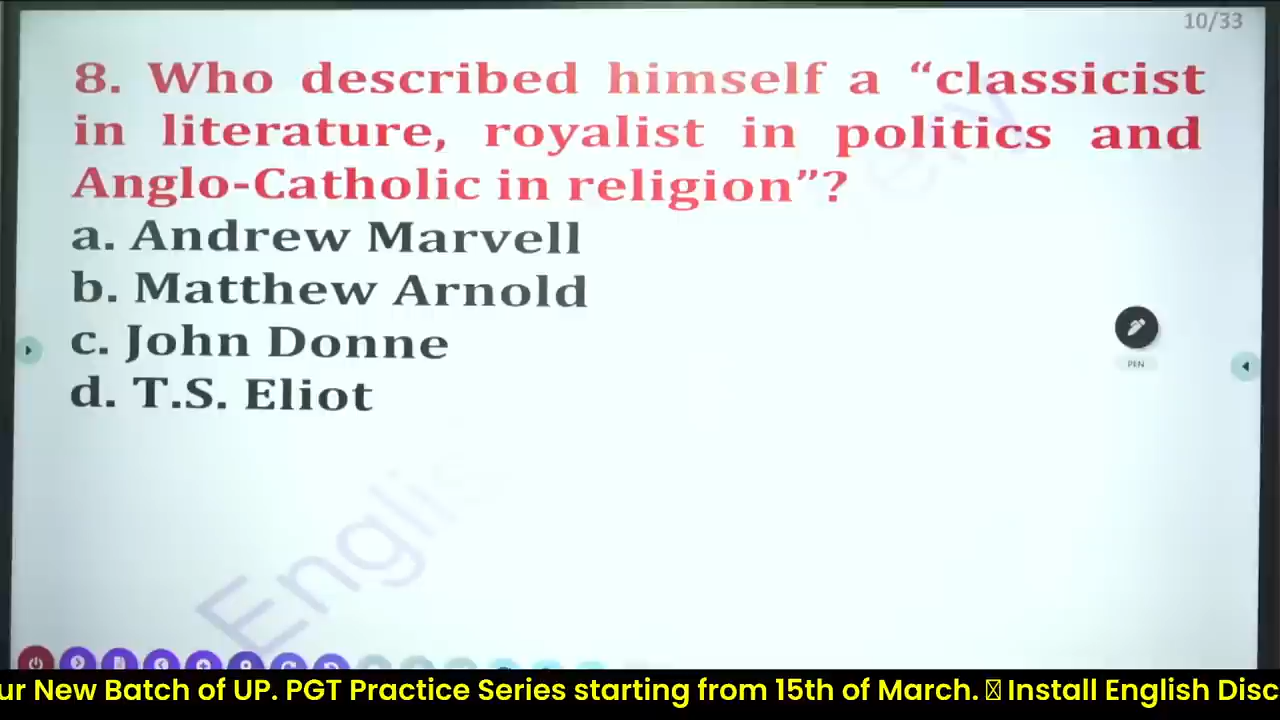 10/33
8. Who described himself a “classicist
in literature, royalist in politics and
Anglo-Catholic in religion”?
a. Andrew Marvell
b. Matthew Arnold
c. John Donne
d. T.S. Eliot
PEN
ur New Batch of UP. PGT Practice Series starting from 15th of March. Install English Disc